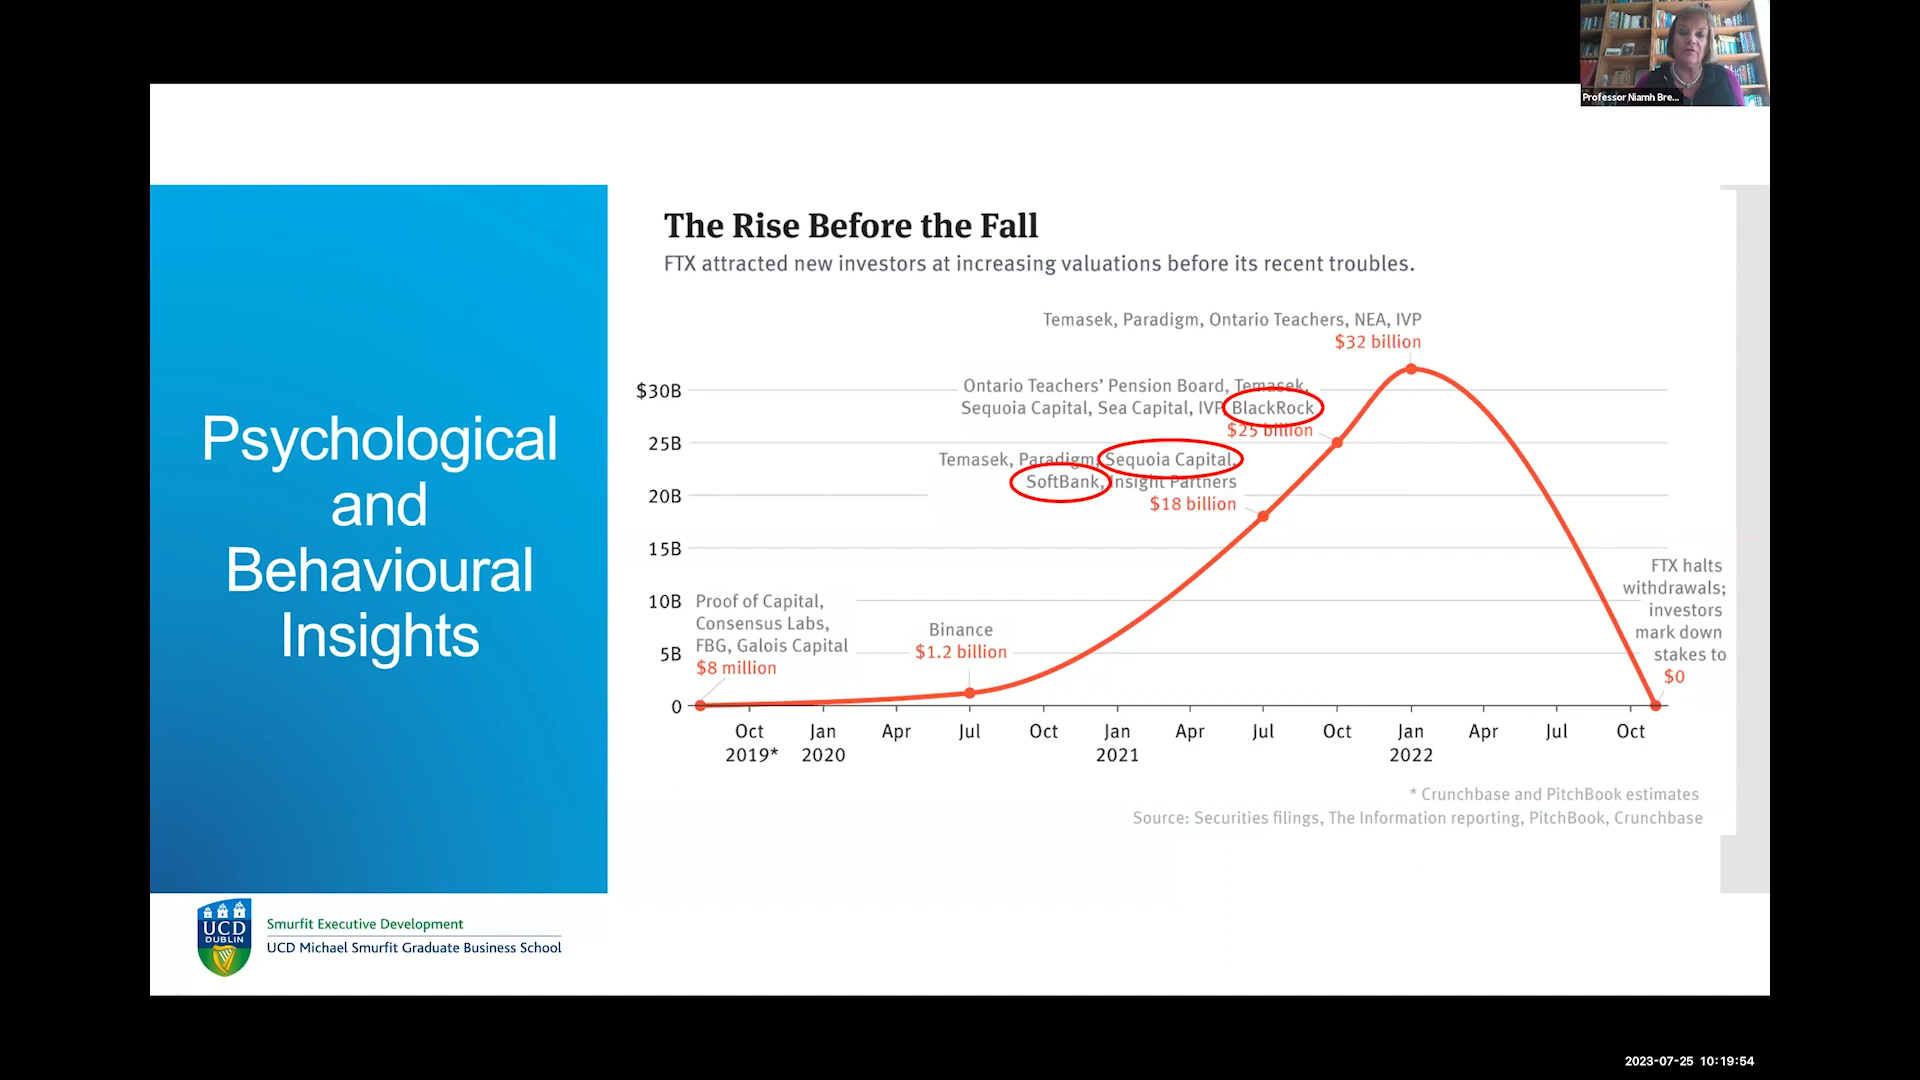 Professor Niamh Bre...
The Rise Before the Fall
FTX attracted new investors at increasing valuations before its recent troubles.
Psychological
and
Behavioural
Insights
Temasek, Paradigm, Ontario Teachers, NEA, IVP
$32 billion
Ontario Teachers' Pension Board, Temasek,
Sequoia Capital, Sea Capital, IVP, BlackRock
$25 billion
Temasek, Paradigm, Sequoia Capital,
SoftBank, Insight Partners
$18 billion
Proof of Capital,
Consensus Labs,
FBG, Galois Capital
$8 million
Binance
$1.2 billion
FTX halts
withdrawals;
investors
mark down
stakes to
$0
$30B
25B
20B
15B
10B
5B
0
Oct Jan Apr Jul Oct Jan Apr Jul Oct Jan Apr Jul Oct
2019* 2020 2021 2022
* Crunchbase and PitchBook estimates
Source: Securities filings, The Information reporting, PitchBook, Crunchbase
UCD
DUBLIN
Smurfit Executive Development
UCD Michael Smurfit Graduate Business School
2023-07-25 10:19:54